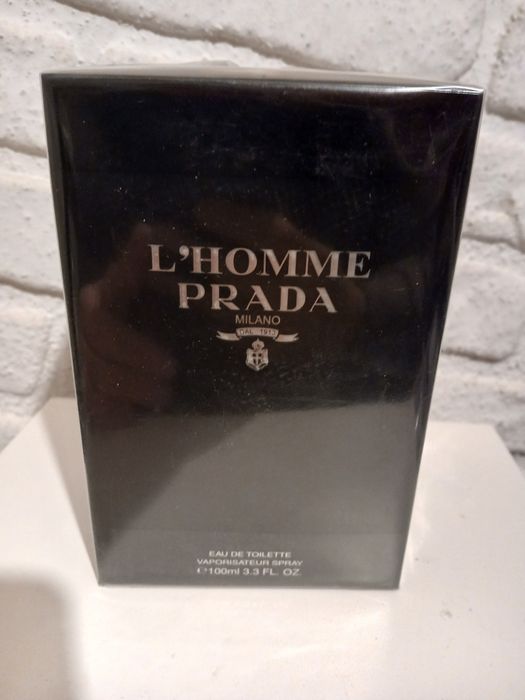 L'HOMME
PRADA
MILANO
DAL 1913
EAU DE TOILETTE
VAPORISATEUR SPRAY
℮100ml 3.3 FL. OZ